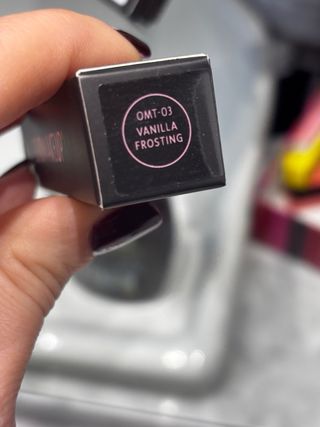 OMT-03
VANILLA
FROSTING